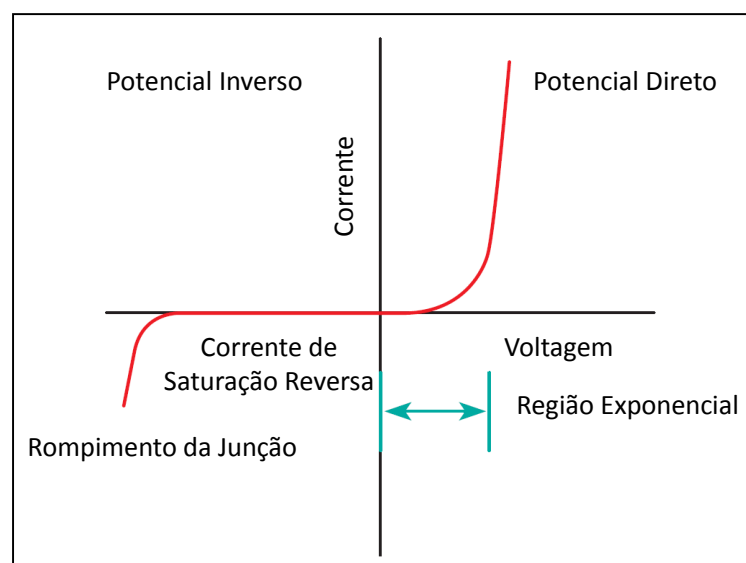 Potencial Inverso
Potencial Direto
Corrente
Corrente de
Saturação Reversa
Voltagem
Região Exponencial
Rompimento da Junção